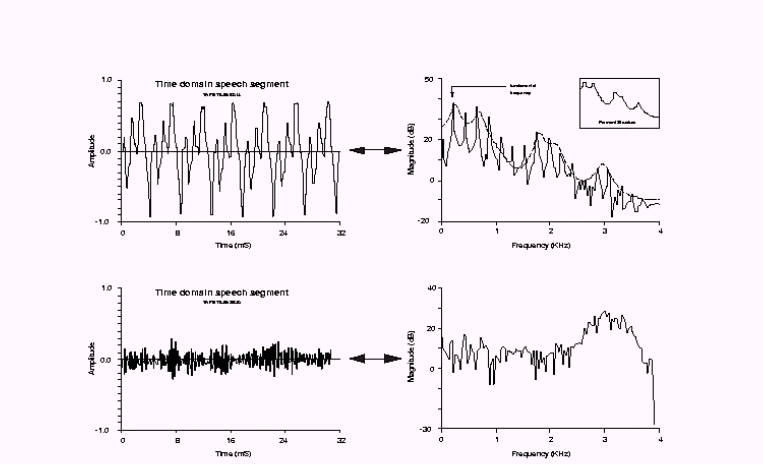 1.0
Time domain speech segment
Amplitude
0.0
-1.0
0
8
16
24
32
Time (mS)
50
fundamental
frequency
Formant Structure
Magnitude (dB)
20
0
-20
0
1
2
3
4
Frequency (KHz)
1.0
Time domain speech segment
Amplitude
0.0
-1.0
0
8
16
24
32
Time (mS)
40
Magnitude (dB)
20
0
-30
0
1
2
3
4
Frequency (KHz)